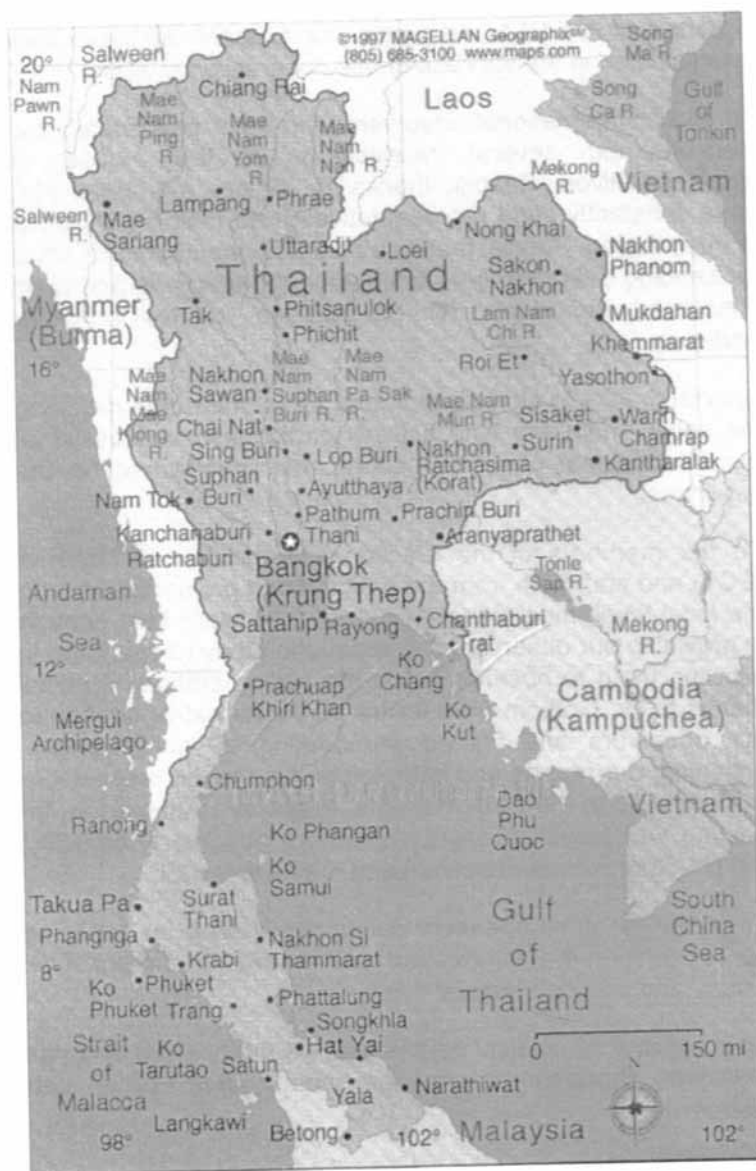 ©1997 MAGELLAN Geographix℠
(805) 685-3100 www.maps.com
Salween
R.
20°
Nam
Pawn
R.
Chiang Rai
Mae
Nam
Ping
R.
Mae
Nam
Yom
R.
Mae
Nam
Nan R.
Laos
Song
Ma R.
Song
Ca R.
Gulf
of
Tonkin
Mekong
R.
Vietnam
Salween
R.
Mae
Sariang
Lampang
Phrae
Nong Khai
Uttaradit
Loei
Nakhon
Phanom
Sakon
Nakhon
Thailand
Myanmer
(Burma)
Tak
Phitsanulok
Phichit
Lam Nam
Chi R.
Mukdahan
Khemmarat
Roi Et
Yasothon
16°
Mae
Nam
Mae
Klong
R.
Nakhon
Sawan
Mae
Nam
Suphan
Buri R.
Mae
Nam
Pa Sak
R.
Mae Nam
Mun R.
Sisaket
Warin
Chamrap
Chai Nat
Sing Buri
Lop Buri
Nakhon
Ratchasima
(Korat)
Surin
Kantharalak
Suphan
Buri
Nam Tok
Ayutthaya
Pathum
Thani
Prachin Buri
Kanchanaburi
Aranyaprathet
Ratchaburi
Bangkok
(Krung Thep)
Tonle
San R.
Andaman
Sea
Sattahip
Rayong
Chanthaburi
Trat
Mekong
R.
12°
Ko
Chang
Prachuap
Khiri Khan
Ko
Kut
Cambodia
(Kampuchea)
Mergui
Archipelago
Chumphon
Ranong
Ko Phangan
Dao
Phu
Quoc
Vietnam
Ko
Samui
Takua Pa
Surat
Thani
Gulf
of
Thailand
South
China
Sea
Phangnga
Nakhon Si
Thammarat
8°
Krabi
Ko
Phuket
Phuket
Trang
Phattalung
Songkhla
0
150 mi
Strait
of
Malacca
Ko
Tarutao
Satun
Hat Yai
Yala
Narathiwat
Langkawi
98°
Betong
102°
Malaysia
102°